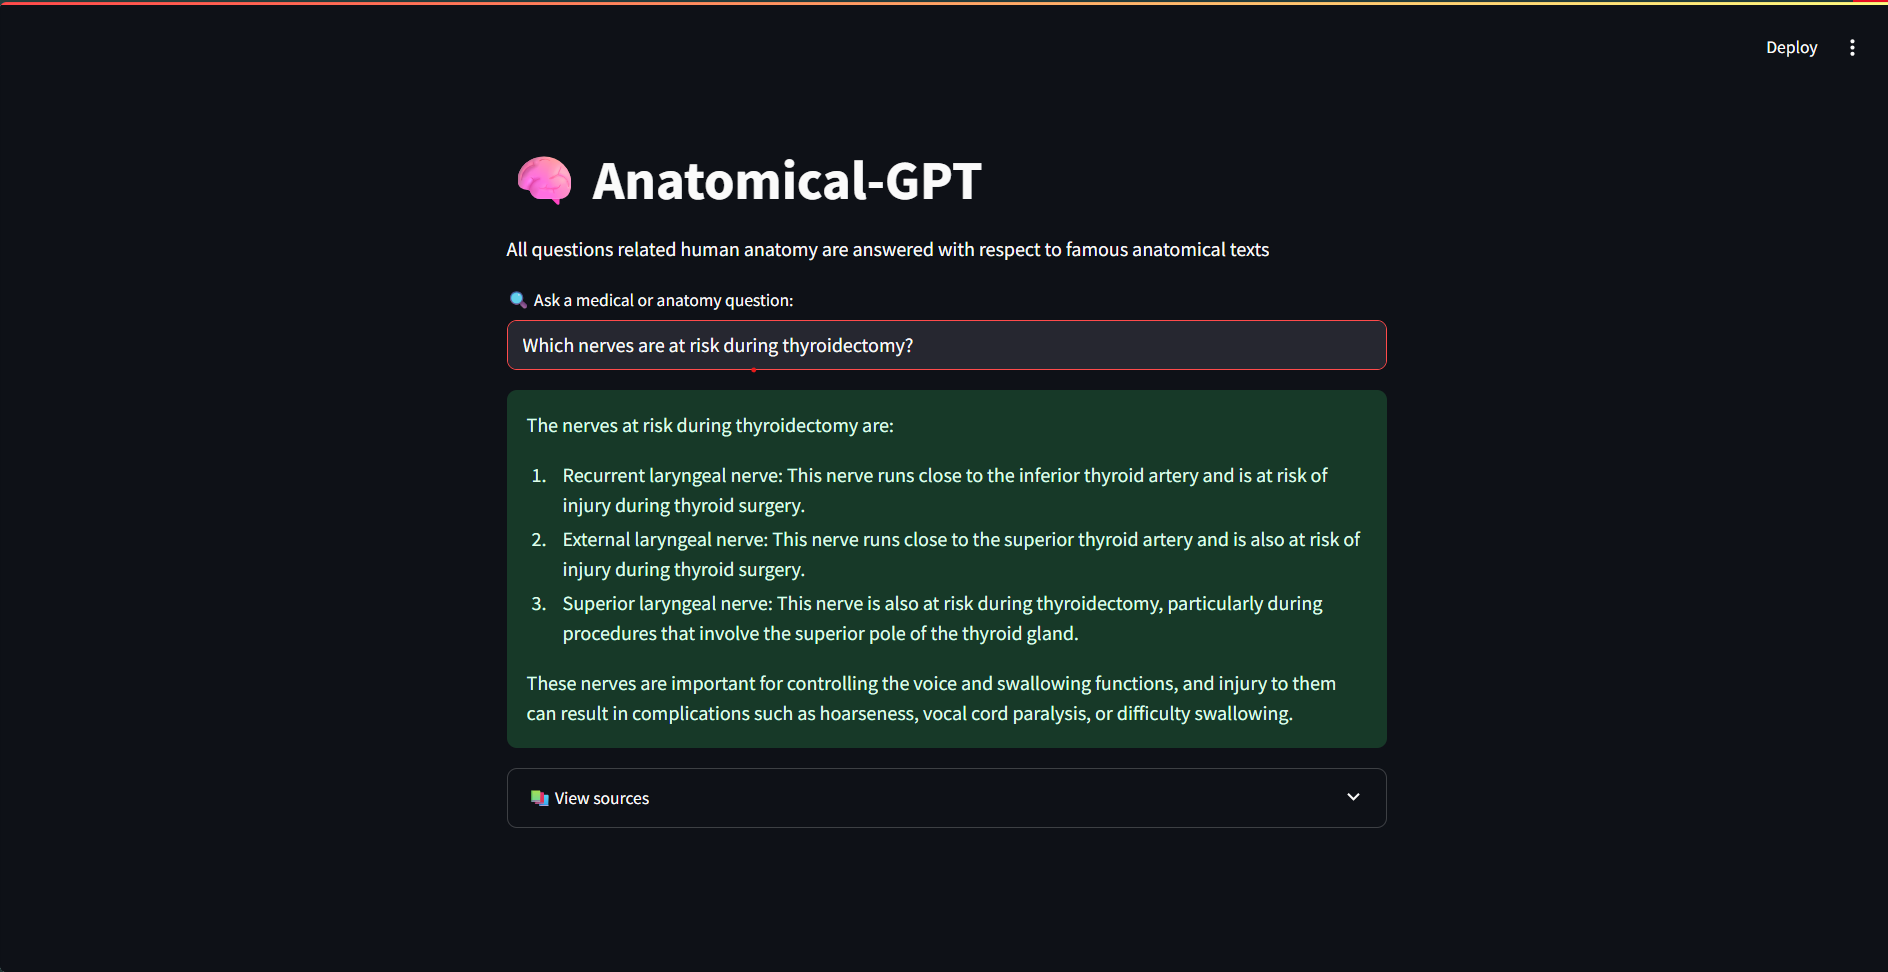 Deploy
Anatomical-GPT
All questions related human anatomy are answered with respect to famous anatomical texts
Ask a medical or anatomy question:
Which nerves are at risk during thyroidectomy?
The nerves at risk during thyroidectomy are:
1. Recurrent laryngeal nerve: This nerve runs close to the inferior thyroid artery and is at risk of
injury during thyroid surgery.
2. External laryngeal nerve: This nerve runs close to the superior thyroid artery and is also at risk of
injury during thyroid surgery.
3. Superior laryngeal nerve: This nerve is also at risk during thyroidectomy, particularly during
procedures that involve the superior pole of the thyroid gland.
These nerves are important for controlling the voice and swallowing functions, and injury to them
can result in complications such as hoarseness, vocal cord paralysis, or difficulty swallowing.
View sources